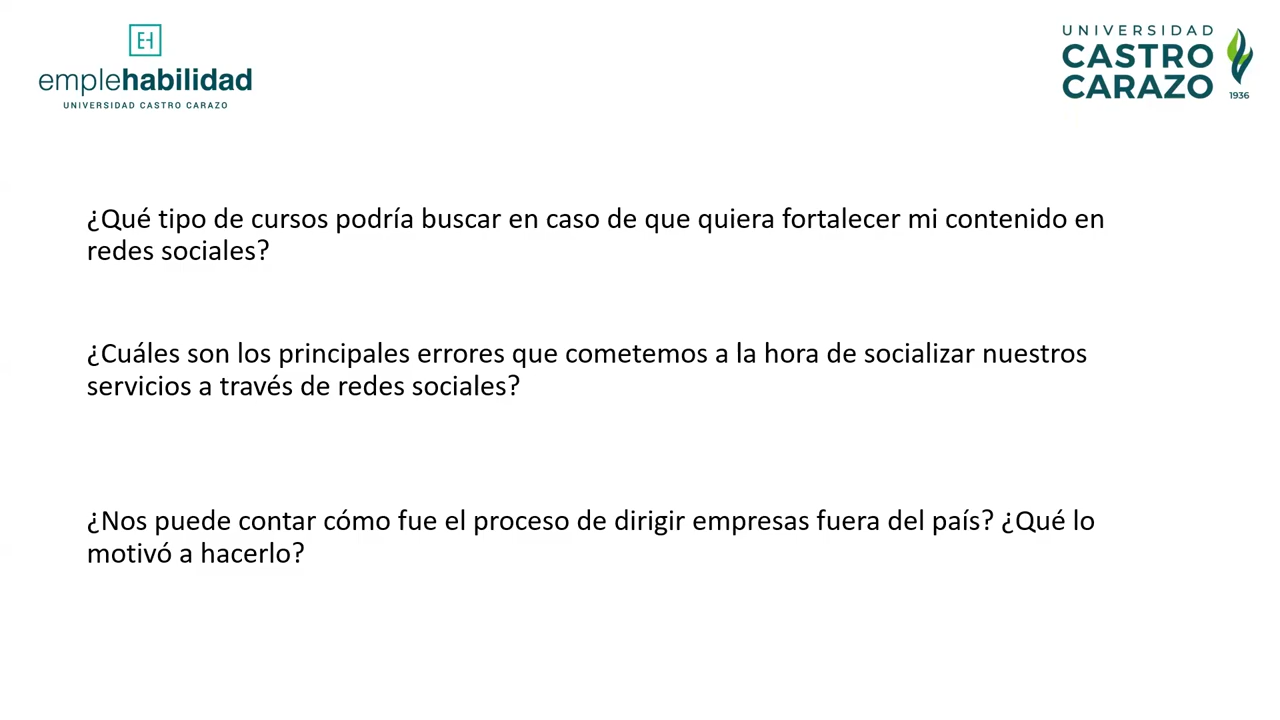 EH
emplehabilidad
UNIVERSIDAD CASTRO CARAZO
UNIVERSIDAD
CASTRO
CARAZO
1936
¿Qué tipo de cursos podría buscar en caso de que quiera fortalecer mi contenido en
redes sociales?
¿Cuáles son los principales errores que cometemos a la hora de socializar nuestros
servicios a través de redes sociales?
¿Nos puede contar cómo fue el proceso de dirigir empresas fuera del país? ¿Qué lo
motivó a hacerlo?